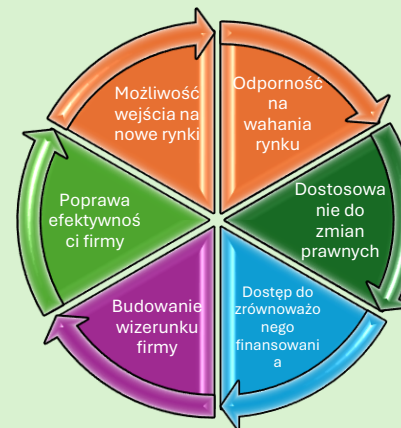 Możliwość
wejścia na
nowe rynki
Odporność
na
wahania
rynku
Dostosowa
nie do
zmian
prawnych
Dostęp do
zrównoważo
nego
finansowani
a
Budowanie
wizerunku
firmy
Poprawa
efektywnoś
ci firmy